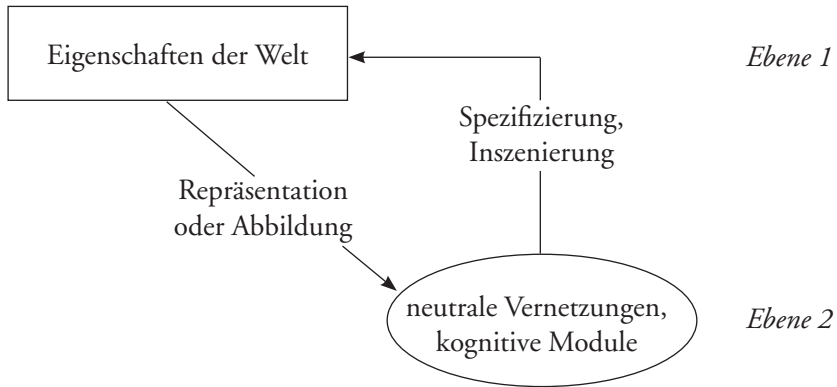 Eigenschaften der Welt
Ebene 1
Spezifizierung,
Inszenierung
Repräsentation
oder Abbildung
neutrale Vernetzungen,
kognitive Module
Ebene 2